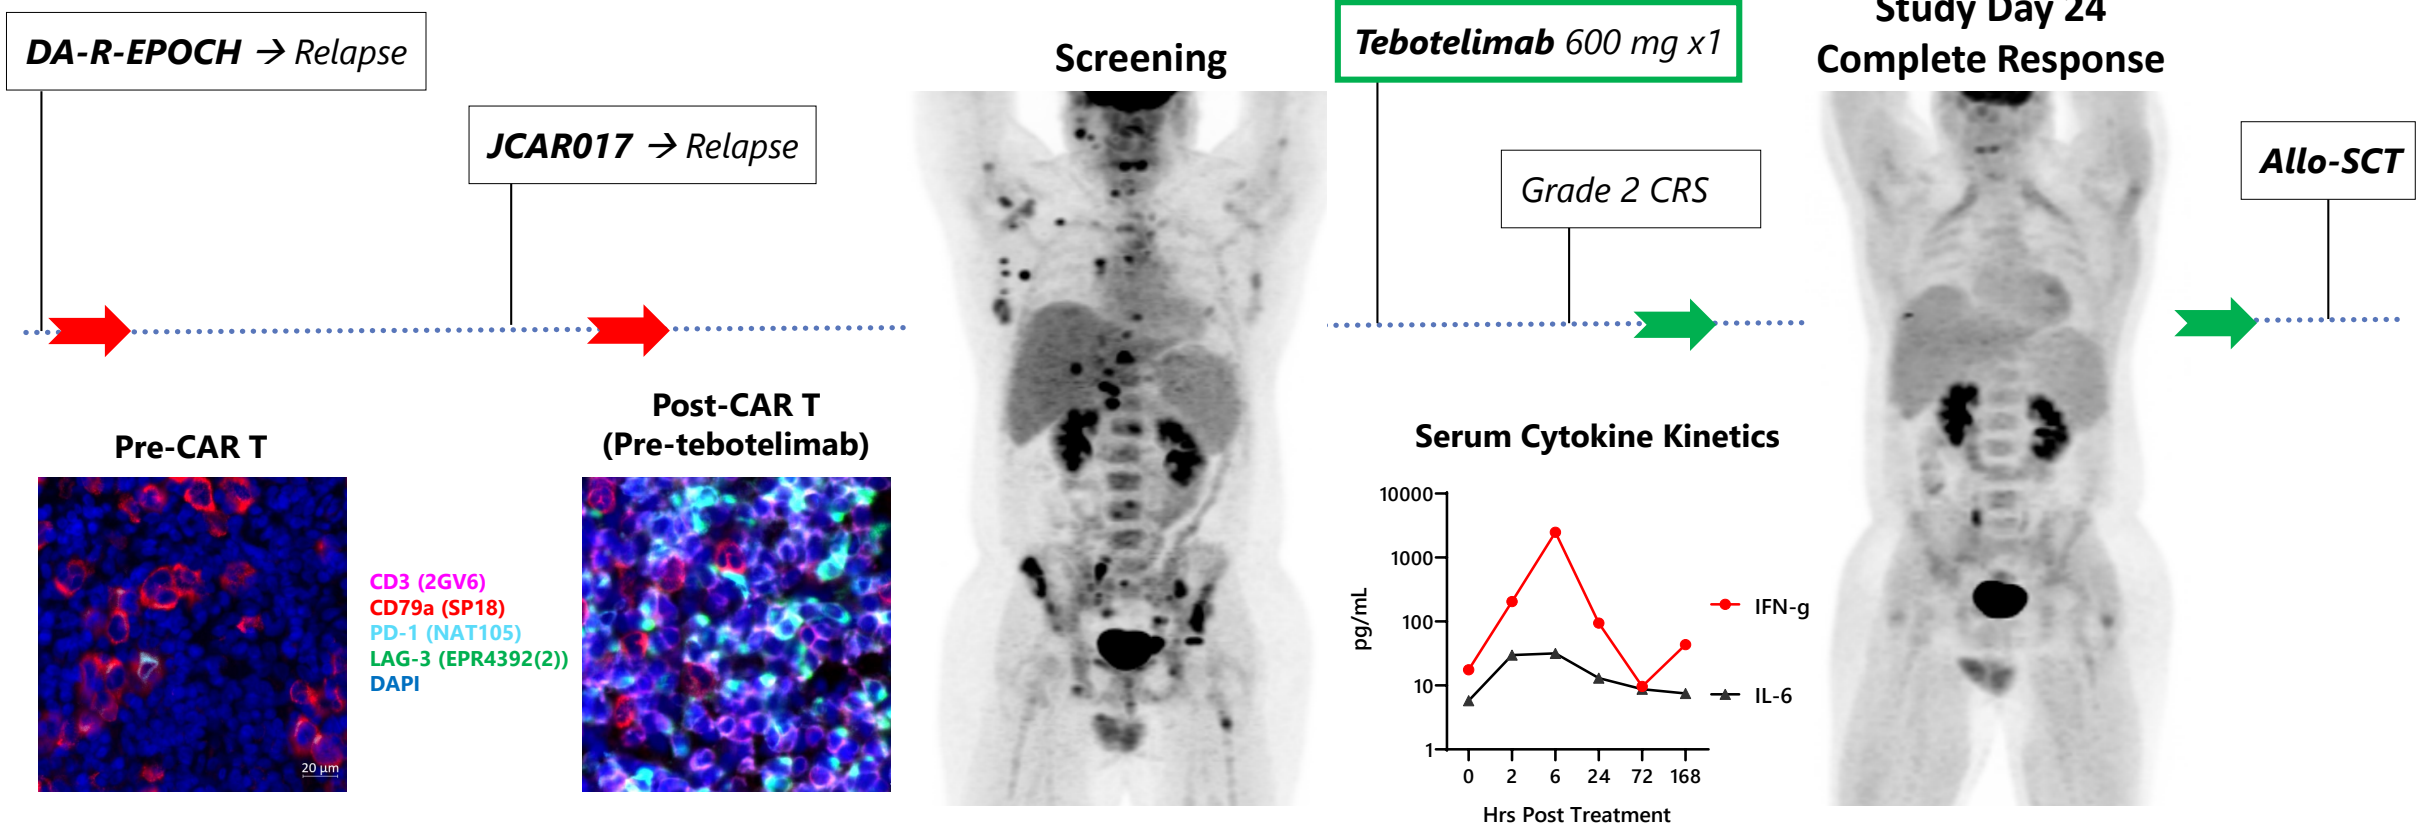 DA-R-EPOCH → Relapse
JCAR017 → Relapse
Screening
Tebotelimab 600 mg x1
Grade 2 CRS
Study Day 24
Complete Response
Allo-SCT
Pre-CAR T
20 µm
CD3 (2GV6)
CD79a (SP18)
PD-1 (NAT105)
LAG-3 (EPR4392(2))
DAPI
Post-CAR T
(Pre-tebotelimab)
Serum Cytokine Kinetics
pg/mL
10000
1000
100
10
1
0 2 6 24 72 168
Hrs Post Treatment
IFN-g
IL-6